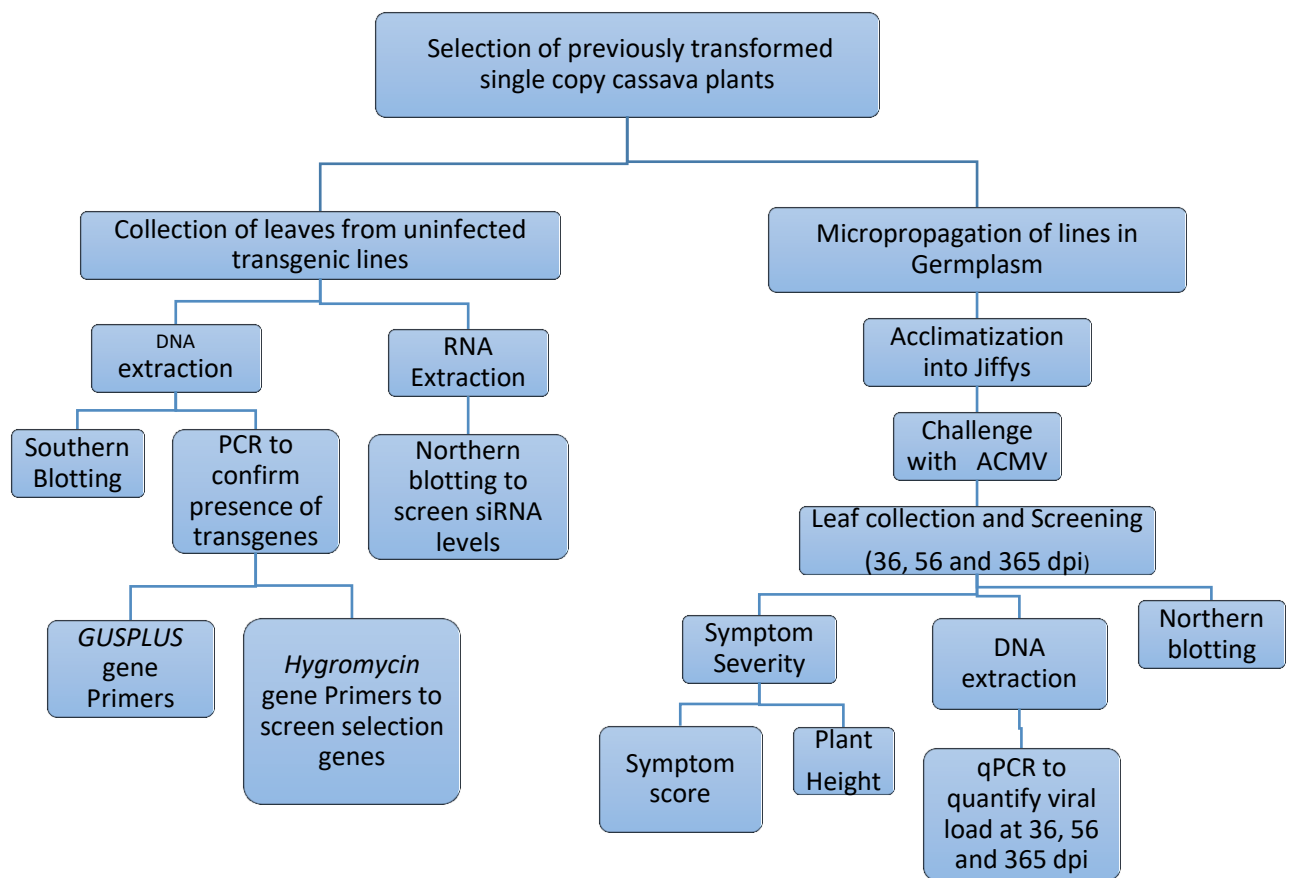 Selection of previously transformed
single copy cassava plants
Collection of leaves from uninfected
transgenic lines
Micropropagation of lines in
Germplasm
DNA
extraction
RNA
Extraction
Acclimatization
into Jiffys
Southern
Blotting
PCR to
confirm
presence of
transgenes
Northern
blotting to
screen siRNA
levels
Challenge
with ACMV
Leaf collection and Screening
(36, 56 and 365 dpi)
GUSPLUS
gene
Primers
Hygromycin
gene Primers to
screen selection
genes
Symptom
Severity
DNA
extraction
Northern
blotting
Symptom
score
Plant
Height
qPCR to
quantify viral
load at 36, 56
and 365 dpi